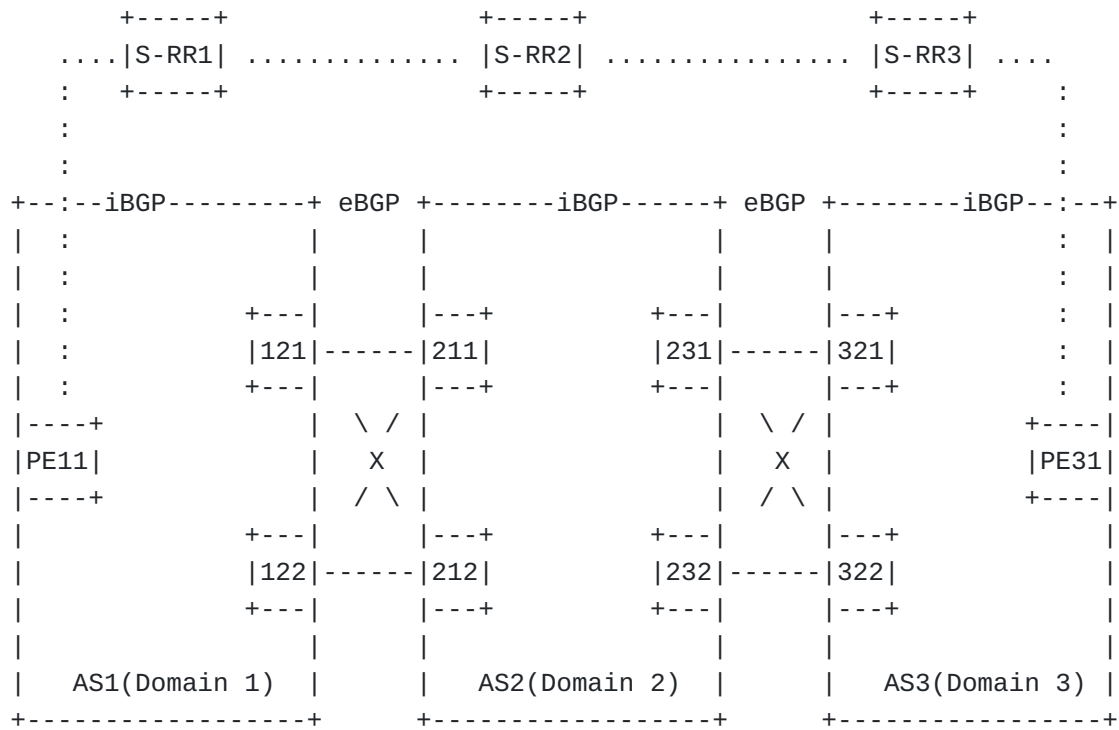 S-RR1 S-RR2 S-RR3
iBGP eBGP iBGP eBGP iBGP
121 211 231 321
PE11 X X PE31
122 212 232 322
AS1(Domain 1) AS2(Domain 2) AS3(Domain 3)